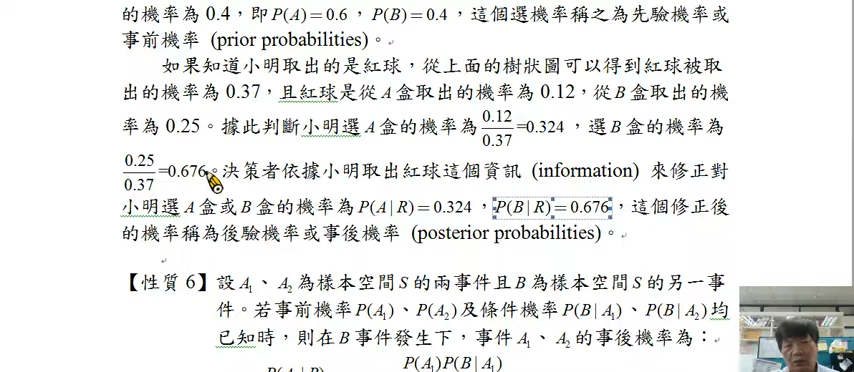 的機率為 0.4，即 P(A)=0.6，P(B)=0.4，這個選機率稱之為先驗機率或
事前機率 (prior probabilities)。
如果知道小明取出的是紅球，從上面的樹狀圖可以得到紅球被取
出的機率為 0.37，且紅球是從 A 盒取出的機率為 0.12，從 B 盒取出的機
率為 0.25。據此判斷小明選 A 盒的機率為 0.12/0.37=0.324，選 B 盒的機率為
0.25/0.37=0.676。決策者依據小明取出紅球這個資訊 (information) 來修正對
小明選 A 盒或 B 盒的機率為 P(A|R)=0.324，P(B|R)=0.676，這個修正後
的機率稱為後驗機率或事後機率 (posterior probabilities)。
【性質 6】設 A₁、A₂ 為樣本空間 S 的兩事件且 B 為樣本空間 S 的另一事
件。若事前機率 P(A₁)、P(A₂) 及條件機率 P(B|A₁)、P(B|A₂) 均
已知時，則在 B 事件發生下，事件 A₁、A₂ 的事後機率為：
P(A₁)P(B|A₁)